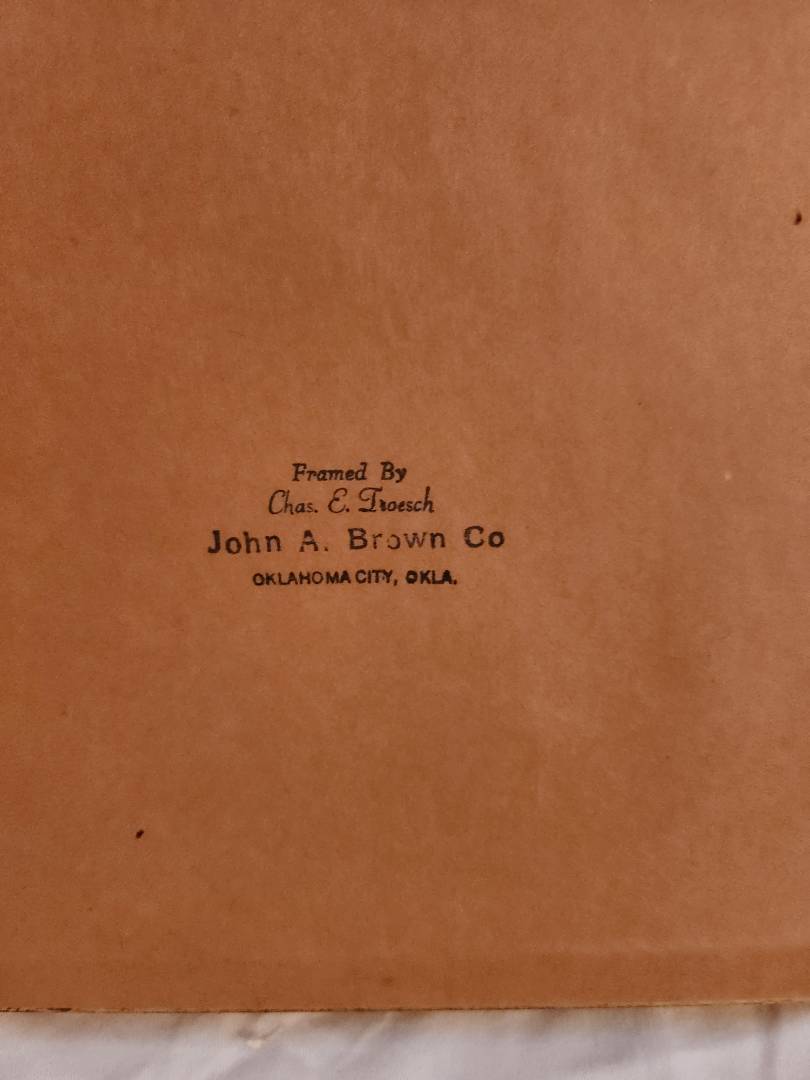 Framed By
Chas. E. Troesch
John A. Brown Co
OKLAHOMA CITY, OKLA.